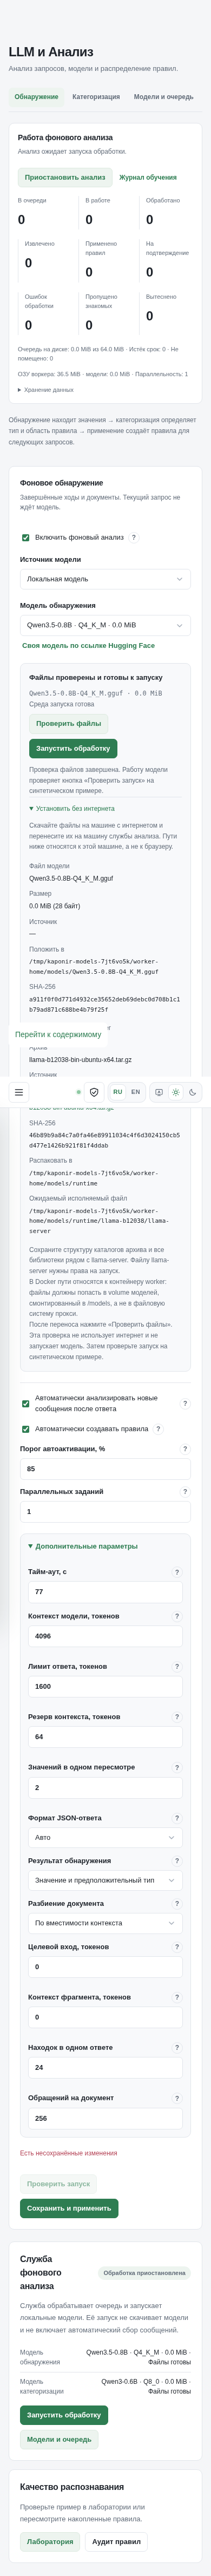 LLM и Анализ
Анализ запросов, модели и распределение правил.
Обнаружение
Категоризация
Модели и очередь
Работа фонового анализа
Анализ ожидает запуска обработки.
Приостановить анализ
Журнал обучения
В очереди
0
В работе
0
Обработано
0
Извлечено
0
Применено
правил
0
На
подтверждение
0
Ошибок
обработки
0
Пропущено
знакомых
0
Вытеснено
0
Очередь на диске: 0.0 MиB из 64.0 MиB · Истёк срок: 0 · Не
помещено: 0
ОЗУ воркера: 36.5 MиB · модели: 0.0 MиB · Параллельность: 1
Хранение данных
Обнаружение находит значения → категоризация определяет
тип и область правила → применение создаёт правила для
следующих запросов.
Фоновое обнаружение
Завершённые ходы и документы. Текущий запрос не
ждёт модель.
Включить фоновый анализ
?
Источник модели
Локальная модель
Модель обнаружения
Qwen3.5-0.8B · Q4_K_M · 0.0 MиB
Своя модель по ссылке Hugging Face
Файлы проверены и готовы к запуску
Qwen3.5-0.8B-Q4_K_M.gguf · 0.0 MиB
Среда запуска готова
Проверить файлы
Запустить обработку
Проверка файлов завершена. Работу модели
проверяет кнопка «Проверить запуск» на
синтетическом примере.
Установить без интернета
Скачайте файлы на машине с интернетом и
перенесите их на машину службы анализа. Пути
ниже относятся к этой машине, а не к браузеру.
Файл модели
Qwen3.5-0.8B-Q4_K_M.gguf
Размер
0.0 MиB (28 байт)
Источник
—
Положить в
/tmp/kaponir-models-7jt6vo5k/worker-
home/models/Qwen3.5-0.8B-Q4_K_M.gguf
SHA-256
a911f0f0d771d4932ce35652deb69debc0d708b1c1
b79ad871c688be4b79f25f
Перейти к содержимому
Архив
llama-b12038-bin-ubuntu-x64.tar.gz
Источник
RU
EN
b12038-bin-ubuntu-x64.tar.gz
SHA-256
46b89b9a84c7a0fa46e89911034c4f6d3024150cb5
d477e1426b921f81f4ddab
Распаковать в
/tmp/kaponir-models-7jt6vo5k/worker-
home/models/runtime
Ожидаемый исполняемый файл
/tmp/kaponir-models-7jt6vo5k/worker-
home/models/runtime/llama-b12038/llama-
server
Сохраните структуру каталогов архива и все
библиотеки рядом с llama-server. Файлу llama-
server нужны права на запуск.
В Docker пути относятся к контейнеру worker:
файлы должны попасть в volume моделей,
смонтированный в /models, а не в файловую
систему прокси.
После переноса нажмите «Проверить файлы».
Эта проверка не использует интернет и не
запускает модель. Затем проверьте запуск на
синтетическом примере.
Автоматически анализировать новые
сообщения после ответа
?
Автоматически создавать правила
?
Порог автоактивации, %
?
85
Параллельных заданий
?
1
Дополнительные параметры
Тайм-аут, с
?
77
Контекст модели, токенов
?
4096
Лимит ответа, токенов
?
1600
Резерв контекста, токенов
?
64
Значений в одном пересмотре
?
2
Формат JSON-ответа
?
Авто
Результат обнаружения
?
Значение и предположительный тип
Разбиение документа
?
По вместимости контекста
Целевой вход, токенов
?
0
Контекст фрагмента, токенов
?
0
Находок в одном ответе
?
24
Обращений на документ
?
256
Есть несохранённые изменения
Проверить запуск
Сохранить и применить
Служба
фонового
анализа
Обработка приостановлена
Служба обрабатывает очередь и запускает
локальные модели. Её запуск не скачивает модели
и не включает автоматический сбор сообщений.
Модель
обнаружения
Qwen3.5-0.8B · Q4_K_M · 0.0 MиB ·
Файлы готовы
Модель
категоризации
Qwen3-0.6B · Q8_0 · 0.0 MиB ·
Файлы готовы
Запустить обработку
Модели и очередь
Качество распознавания
Проверьте пример в лаборатории или
пересмотрите накопленные правила.
Лаборатория
Аудит правил